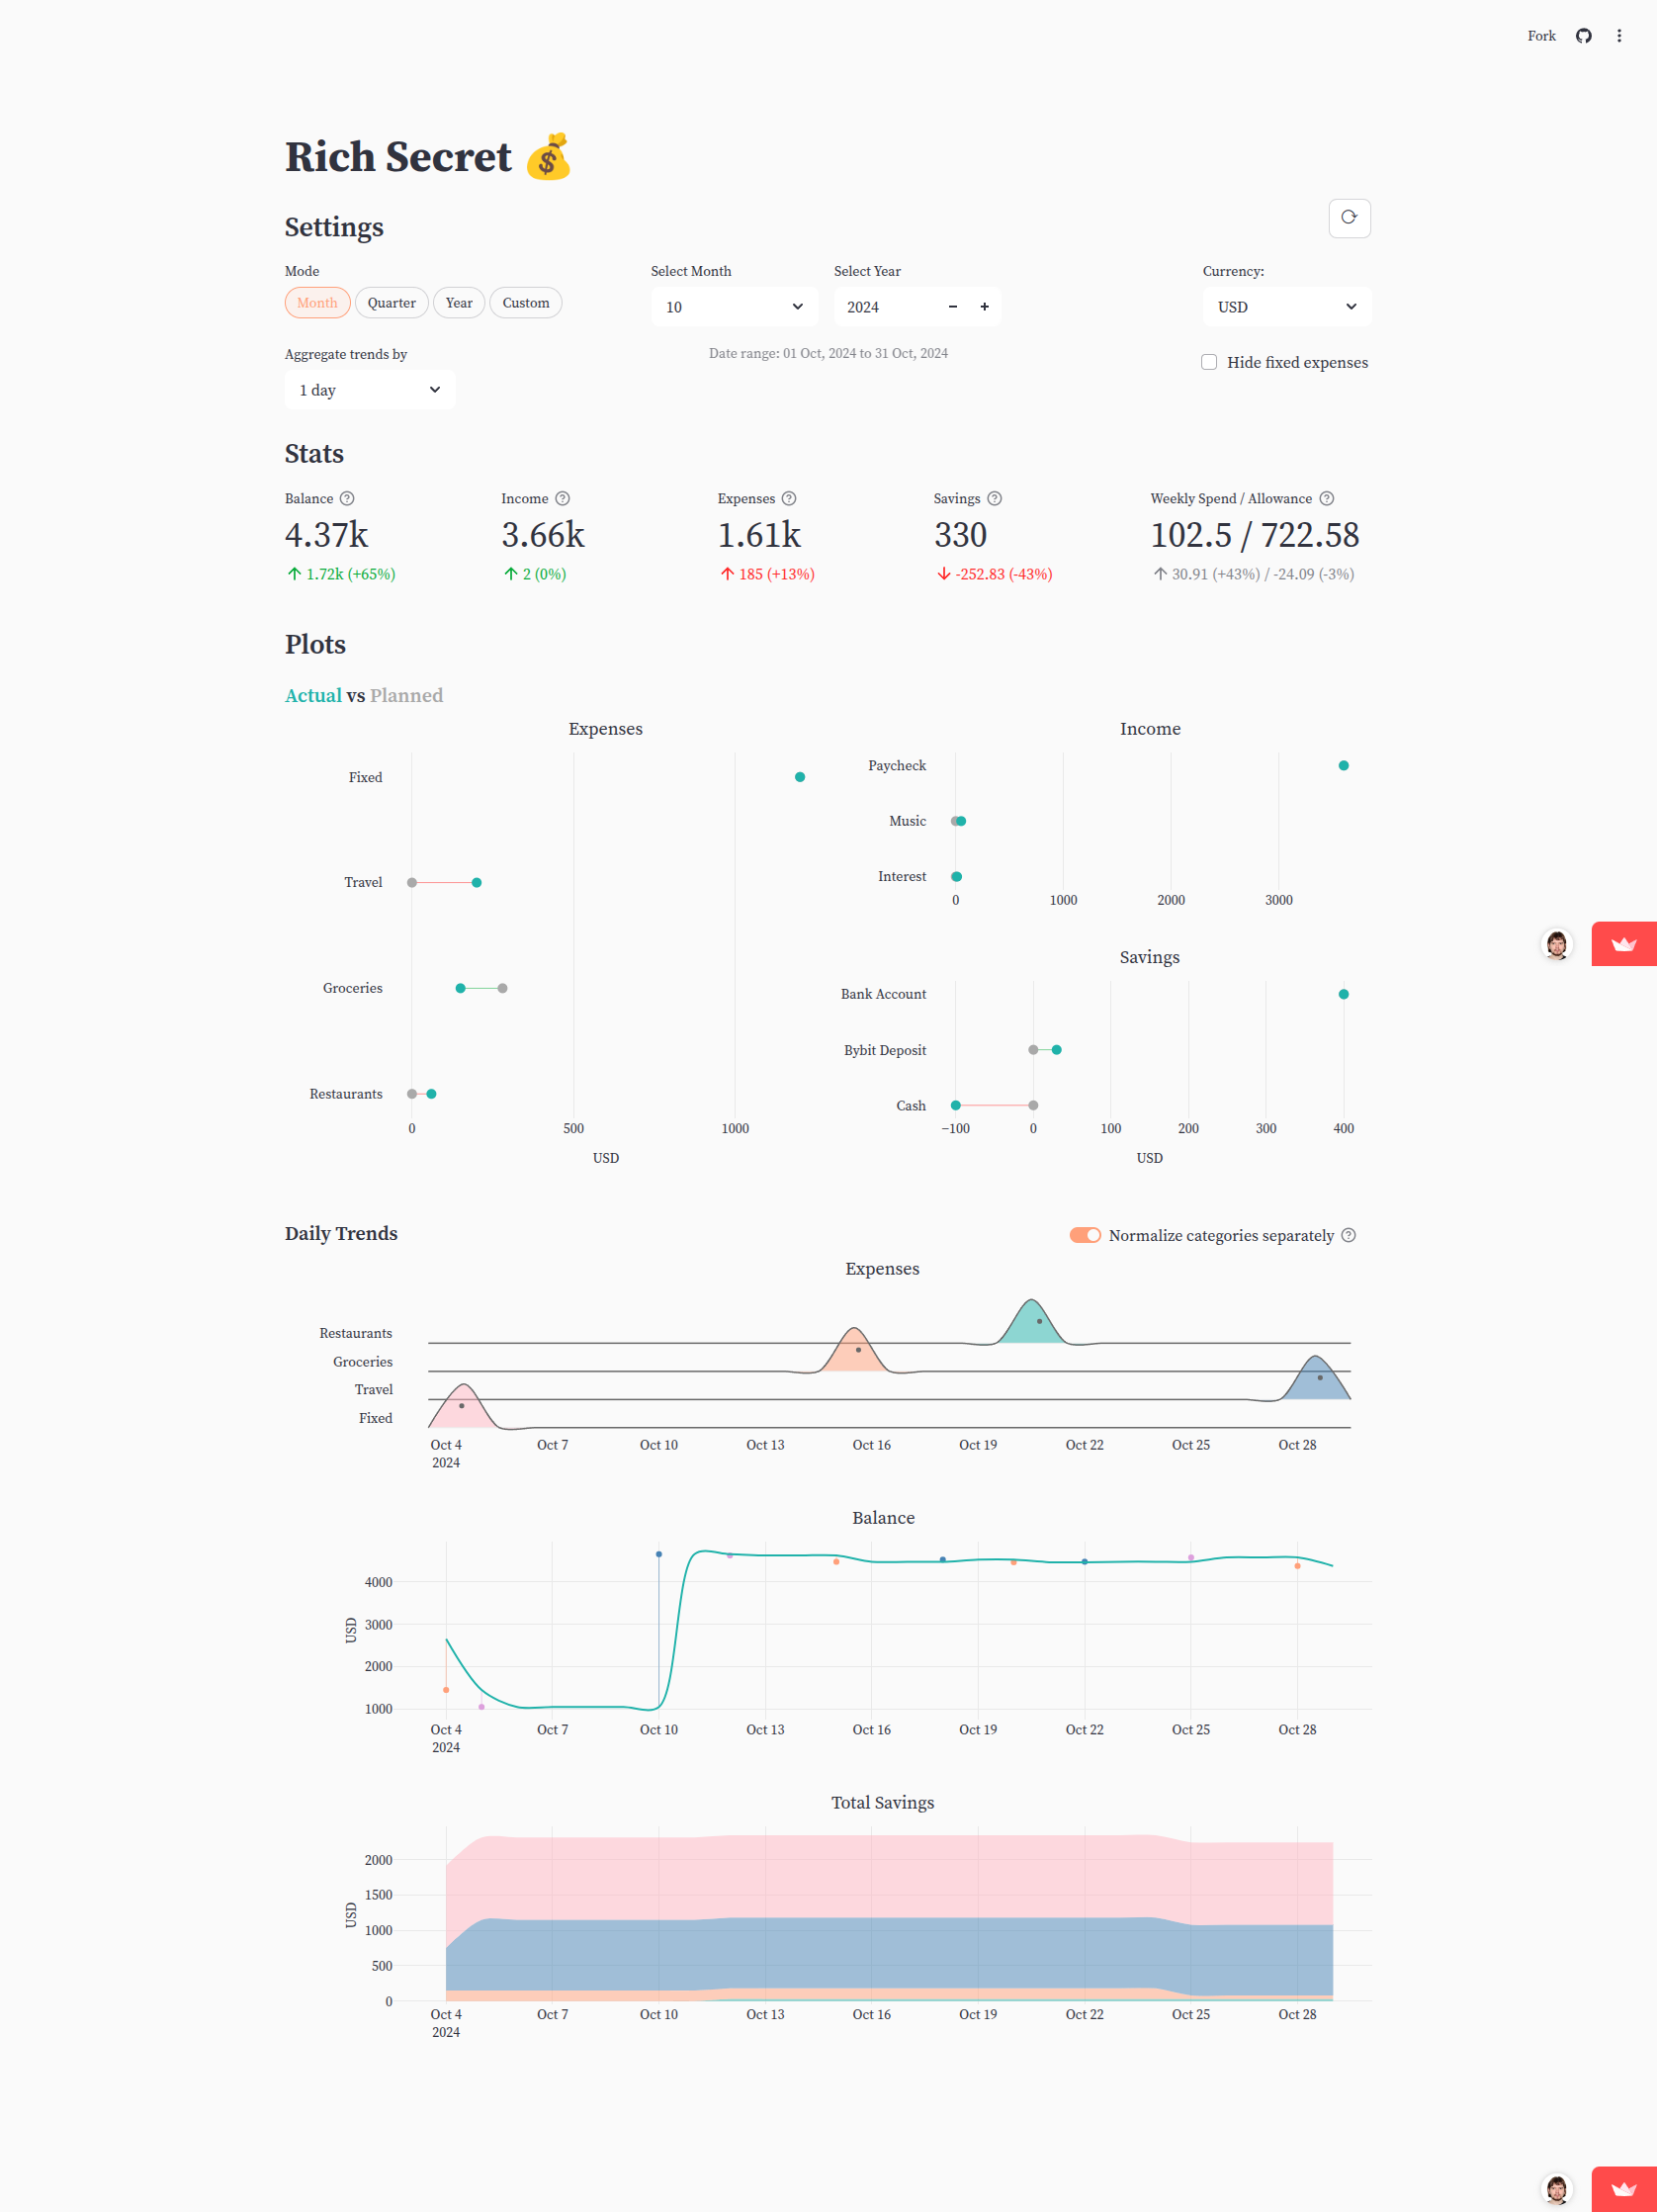 Fork
Rich Secret 💰
Settings
Mode
Select Month
Select Year
Currency:
Month
Quarter
Year
Custom
10
2024
USD
Aggregate trends by
Date range: 01 Oct, 2024 to 31 Oct, 2024
Hide fixed expenses
1 day
Stats
Balance
Income
Expenses
Savings
Weekly Spend / Allowance
4.37k
3.66k
1.61k
330
102.5 / 722.58
1.72k (+65%)
2 (0%)
185 (+13%)
-252.83 (-43%)
30.91 (+43%) / -24.09 (-3%)
Plots
Actual vs Planned
Expenses
Fixed
Travel
Groceries
Restaurants
0
500
1000
USD
Income
Paycheck
Music
Interest
0
1000
2000
3000
Savings
Bank Account
Bybit Deposit
Cash
−100
0
100
200
300
400
USD
Daily Trends
Normalize categories separately
Expenses
Restaurants
Groceries
Travel
Fixed
Oct 4
2024
Oct 7
Oct 10
Oct 13
Oct 16
Oct 19
Oct 22
Oct 25
Oct 28
Balance
USD
4000
3000
2000
1000
Oct 4
2024
Oct 7
Oct 10
Oct 13
Oct 16
Oct 19
Oct 22
Oct 25
Oct 28
Total Savings
USD
2000
1500
1000
500
0
Oct 4
2024
Oct 7
Oct 10
Oct 13
Oct 16
Oct 19
Oct 22
Oct 25
Oct 28